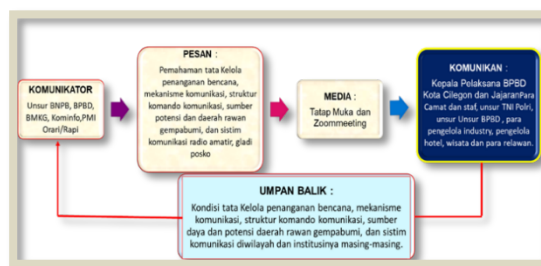 KOMUNIKATOR
Unsur BNPB, BPBD,
BMKG, Kominfo,PMI
Orari/Rapi
PESAN :
Pemahaman tata Kelola
penanganan bencana,
mekanisme komunikasi, struktur
komando komunikasi, sumber
potensi dan daerah rawan
gempabumi, dan sistim
komunikasi radio amatir, gladi
posko
MEDIA :
Tatap Muka dan
Zoommeeting
KOMUNIKAN :
Kepala Pelaksana BPBD
Kota Cilegon dan JajaranPara
Camat dan staf, unsur TNI Polri,
unsur Unsur BPBD , para
pengelola industry, pengelola
hotel, wisata dan para relawan.
UMPAN BALIK :
Kondisi tata Kelola penanganan bencana, mekanisme
komunikasi, struktur komando komunikasi, sumber
daya dan potensi daerah rawan gempabumi, dan sistim
komunikasi diwilayah dan institusinya masing-masing.